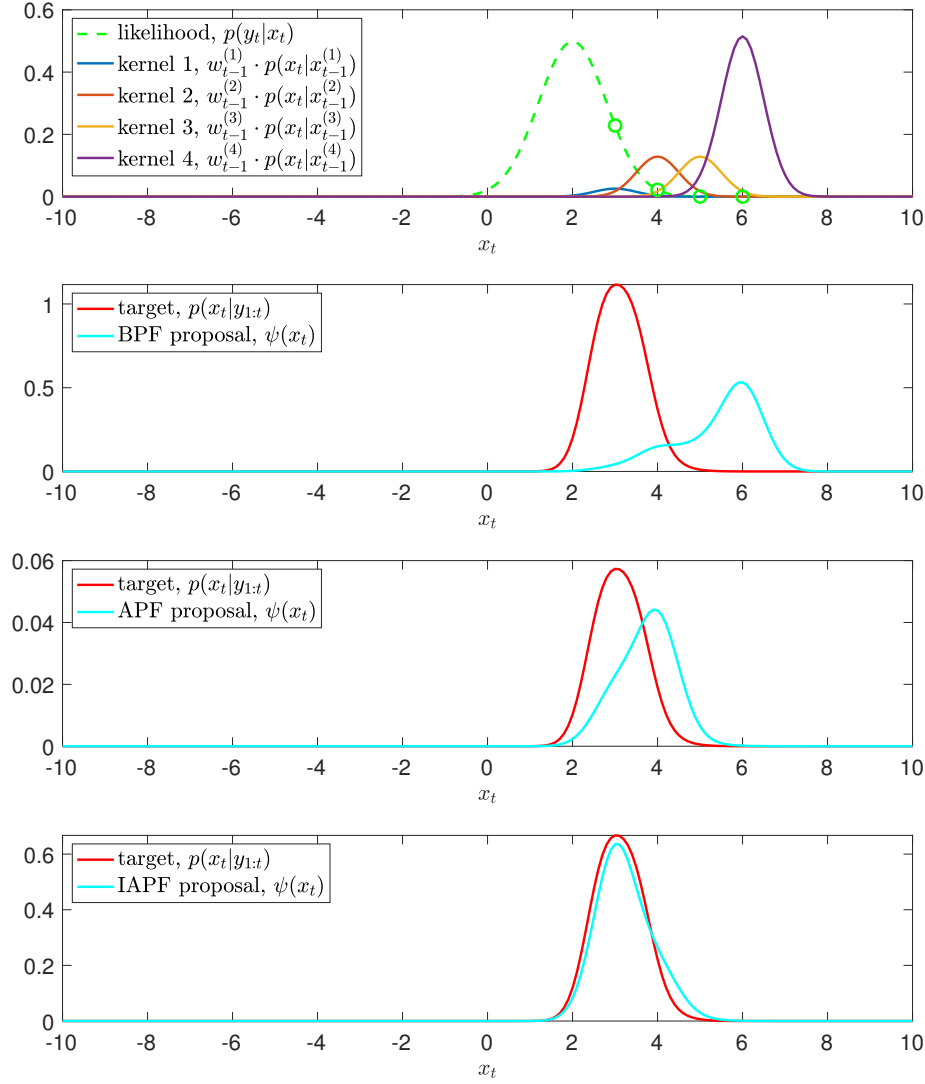 0.6
0.4
0.2
0
likelihood, $p(y_t|x_t)$
kernel 1, $w_{t-1}^{(1)} \cdot p(x_t|x_{t-1}^{(1)})$
kernel 2, $w_{t-1}^{(2)} \cdot p(x_t|x_{t-1}^{(2)})$
kernel 3, $w_{t-1}^{(3)} \cdot p(x_t|x_{t-1}^{(3)})$
kernel 4, $w_{t-1}^{(4)} \cdot p(x_t|x_{t-1}^{(4)})$
-10 -8 -6 -4 -2 0 2 4 6 8 10
$x_t$
1
0.5
0
target, $p(x_t|y_{1:t})$
BPF proposal, $\psi(x_t)$
-10 -8 -6 -4 -2 0 2 4 6 8 10
$x_t$
0.06
0.04
0.02
0
target, $p(x_t|y_{1:t})$
APF proposal, $\psi(x_t)$
-10 -8 -6 -4 -2 0 2 4 6 8 10
$x_t$
0.6
0.4
0.2
0
target, $p(x_t|y_{1:t})$
IAPF proposal, $\psi(x_t)$
-10 -8 -6 -4 -2 0 2 4 6 8 10
$x_t$